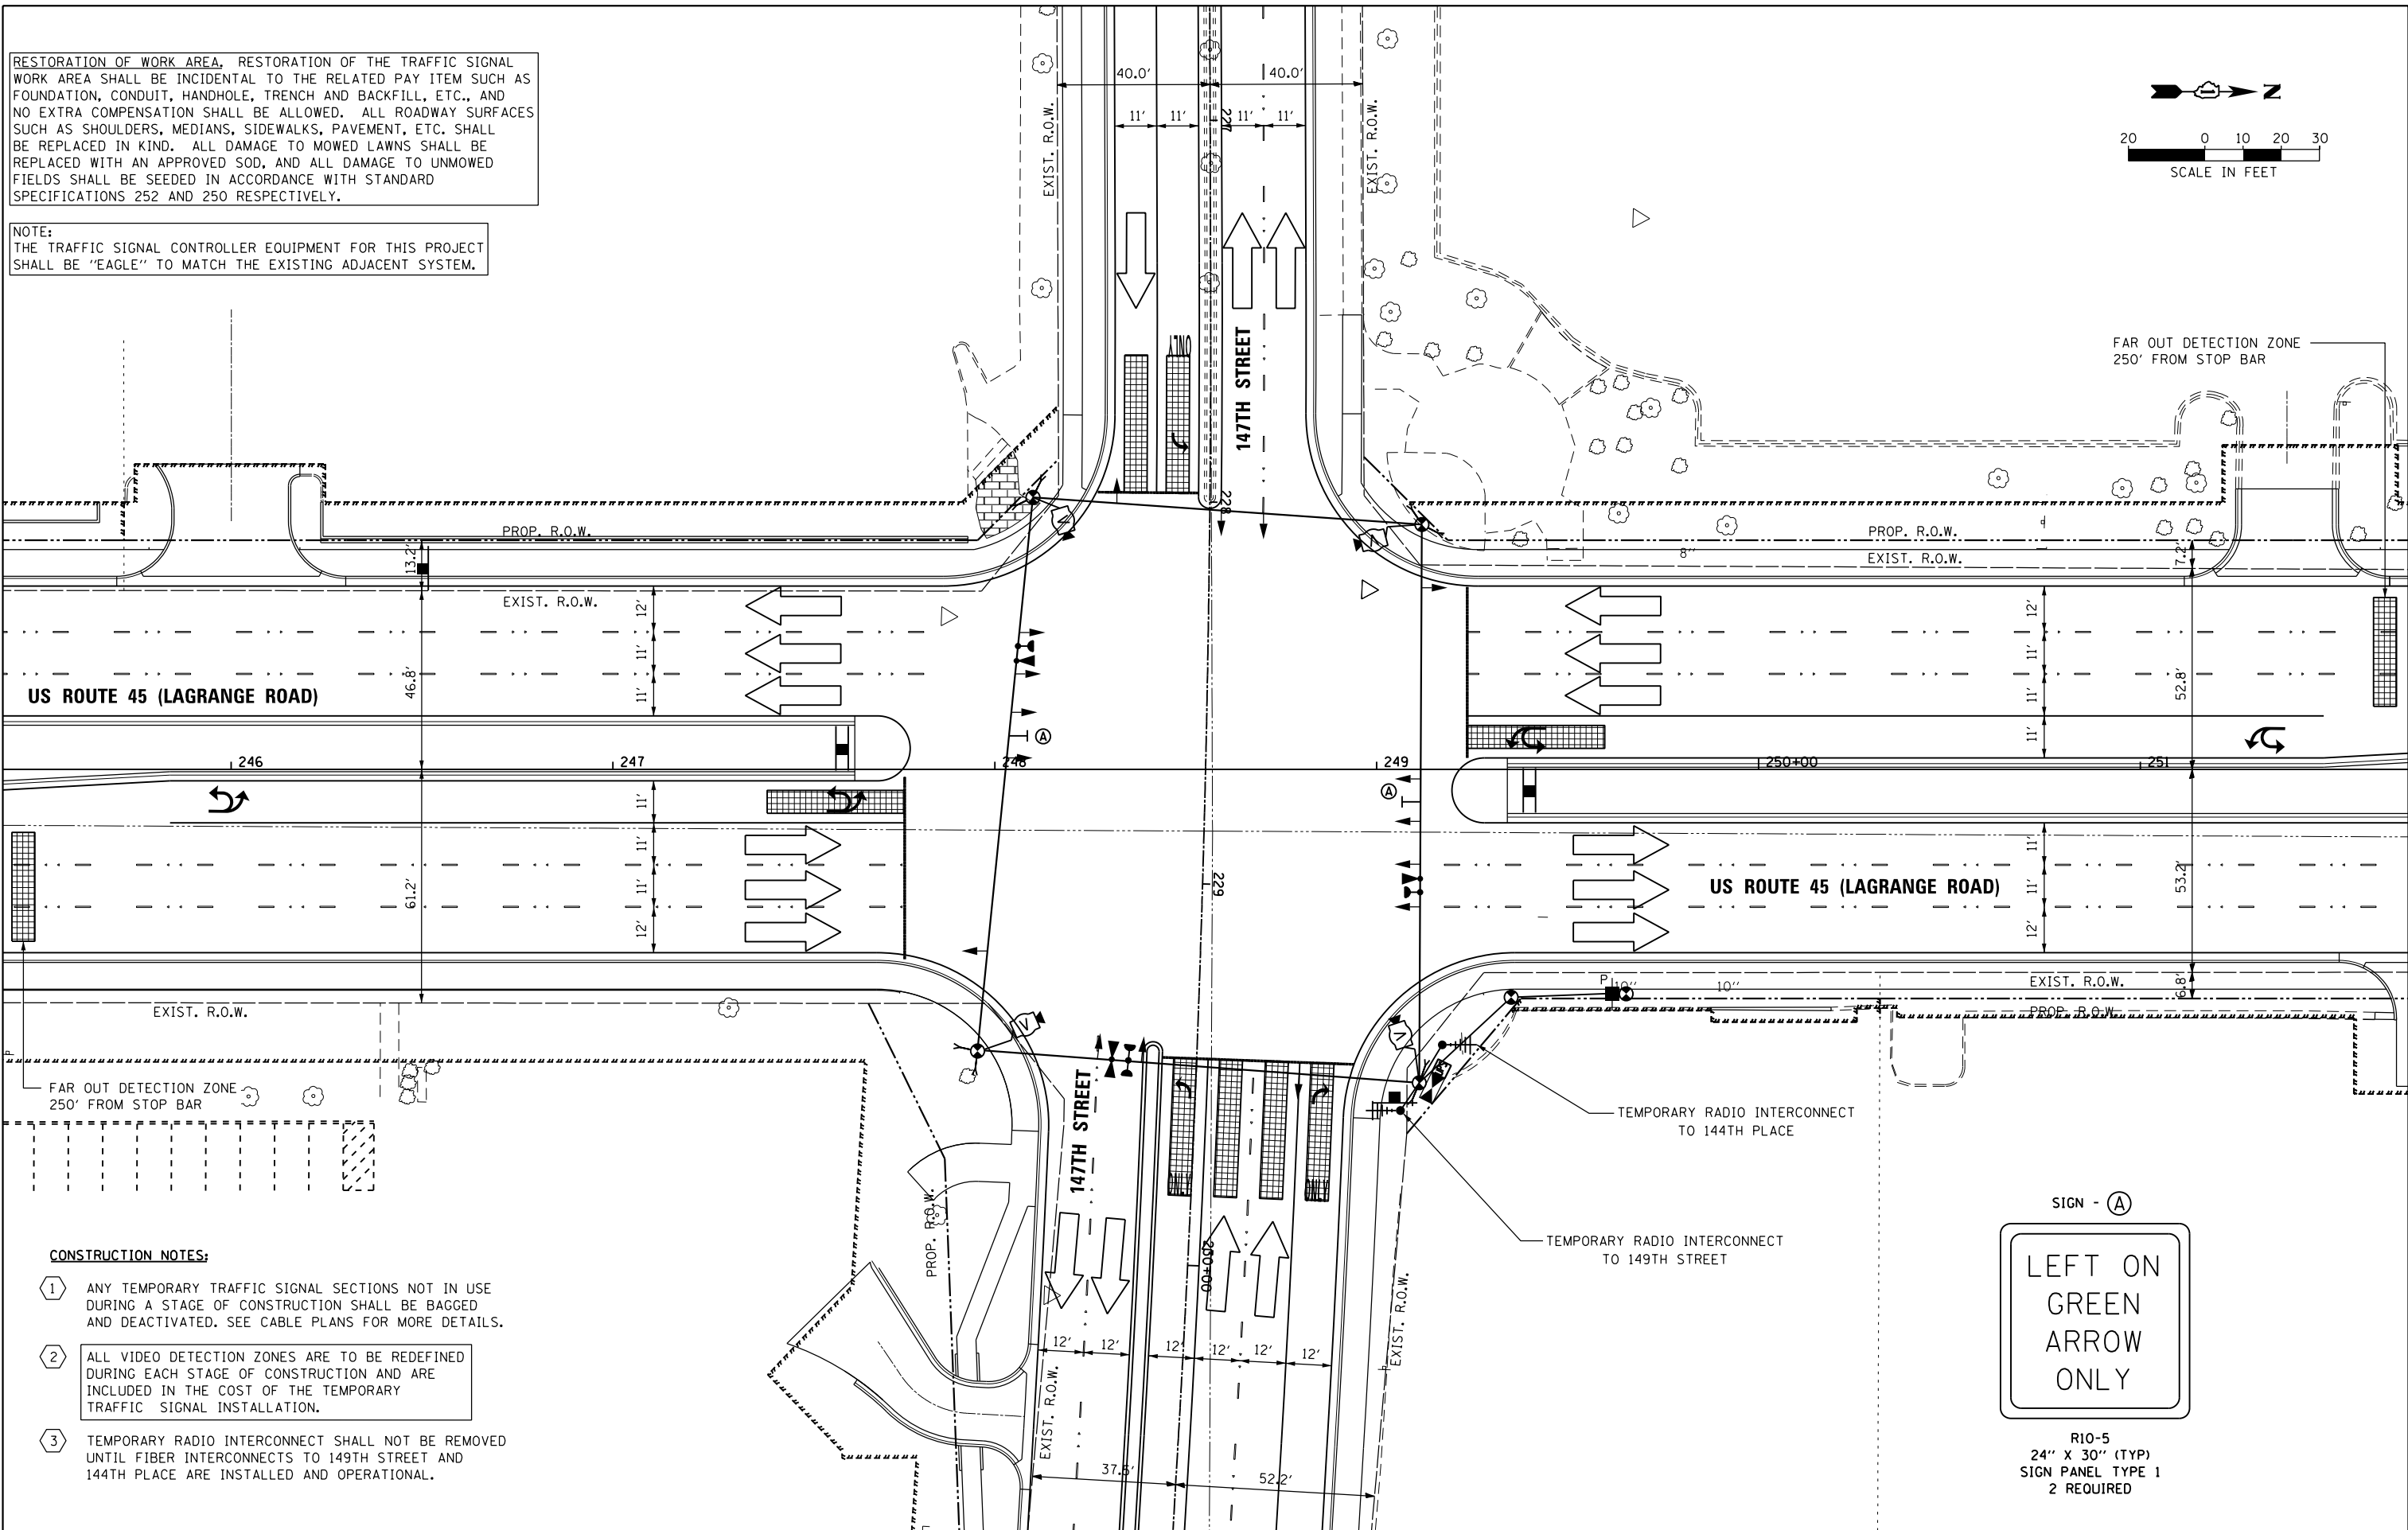 RESTORATION OF WORK AREA. RESTORATION OF THE TRAFFIC SIGNAL
WORK AREA SHALL BE INCIDENTAL TO THE RELATED PAY ITEM SUCH AS
FOUNDATION, CONDUIT, HANDHOLE, TRENCH AND BACKFILL, ETC., AND
NO EXTRA COMPENSATION SHALL BE ALLOWED. ALL ROADWAY SURFACES
SUCH AS SHOULDERS, MEDIANS, SIDEWALKS, PAVEMENT, ETC. SHALL
BE REPLACED IN KIND. ALL DAMAGE TO MOWED LAWNS SHALL BE
REPLACED WITH AN APPROVED SOD, AND ALL DAMAGE TO UNMOWED
FIELDS SHALL BE SEEDED IN ACCORDANCE WITH STANDARD
SPECIFICATIONS 252 AND 250 RESPECTIVELY.
NOTE:
THE TRAFFIC SIGNAL CONTROLLER EQUIPMENT FOR THIS PROJECT
SHALL BE "EAGLE" TO MATCH THE EXISTING ADJACENT SYSTEM.
40.0' 40.0'
11' 11' 11' 11'
227
EXIST. R.O.W.
EXIST. R.O.W.
N
20 0 10 20 30
SCALE IN FEET
ONLY
147TH STREET
228
FAR OUT DETECTION ZONE
250' FROM STOP BAR
PROP. R.O.W.
13.2'
EXIST. R.O.W.
V
V
8"
PROP. R.O.W.
EXIST. R.O.W.
7.2'
12'
11'
11'
46.8'
US ROUTE 45 (LAGRANGE ROAD)
12'
11'
11'
11'
52.8'
A
246 247 248 249 250+00 251
A
11'
11'
11'
12'
61.2'
229
US ROUTE 45 (LAGRANGE ROAD)
11'
11'
12'
53.2'
EXIST. R.O.W.
P
10"
10"
EXIST. R.O.W.
PROP. R.O.W.
6.8'
V
V
P
FAR OUT DETECTION ZONE
250' FROM STOP BAR
147TH STREET
ONLY
ONLY
TEMPORARY RADIO INTERCONNECT
TO 144TH PLACE
TEMPORARY RADIO INTERCONNECT
TO 149TH STREET
PROP. R.O.W.
230+00
EXIST. R.O.W.
EXIST. R.O.W.
12' 12' 12' 12' 12' 12'
37.5' 52.2'
CONSTRUCTION NOTES:
1 ANY TEMPORARY TRAFFIC SIGNAL SECTIONS NOT IN USE
DURING A STAGE OF CONSTRUCTION SHALL BE BAGGED
AND DEACTIVATED. SEE CABLE PLANS FOR MORE DETAILS.
2 ALL VIDEO DETECTION ZONES ARE TO BE REDEFINED
DURING EACH STAGE OF CONSTRUCTION AND ARE
INCLUDED IN THE COST OF THE TEMPORARY
TRAFFIC SIGNAL INSTALLATION.
3 TEMPORARY RADIO INTERCONNECT SHALL NOT BE REMOVED
UNTIL FIBER INTERCONNECTS TO 149TH STREET AND
144TH PLACE ARE INSTALLED AND OPERATIONAL.
SIGN - A
LEFT ON
GREEN
ARROW
ONLY
R10-5
24" X 30" (TYP)
SIGN PANEL TYPE 1
2 REQUIRED